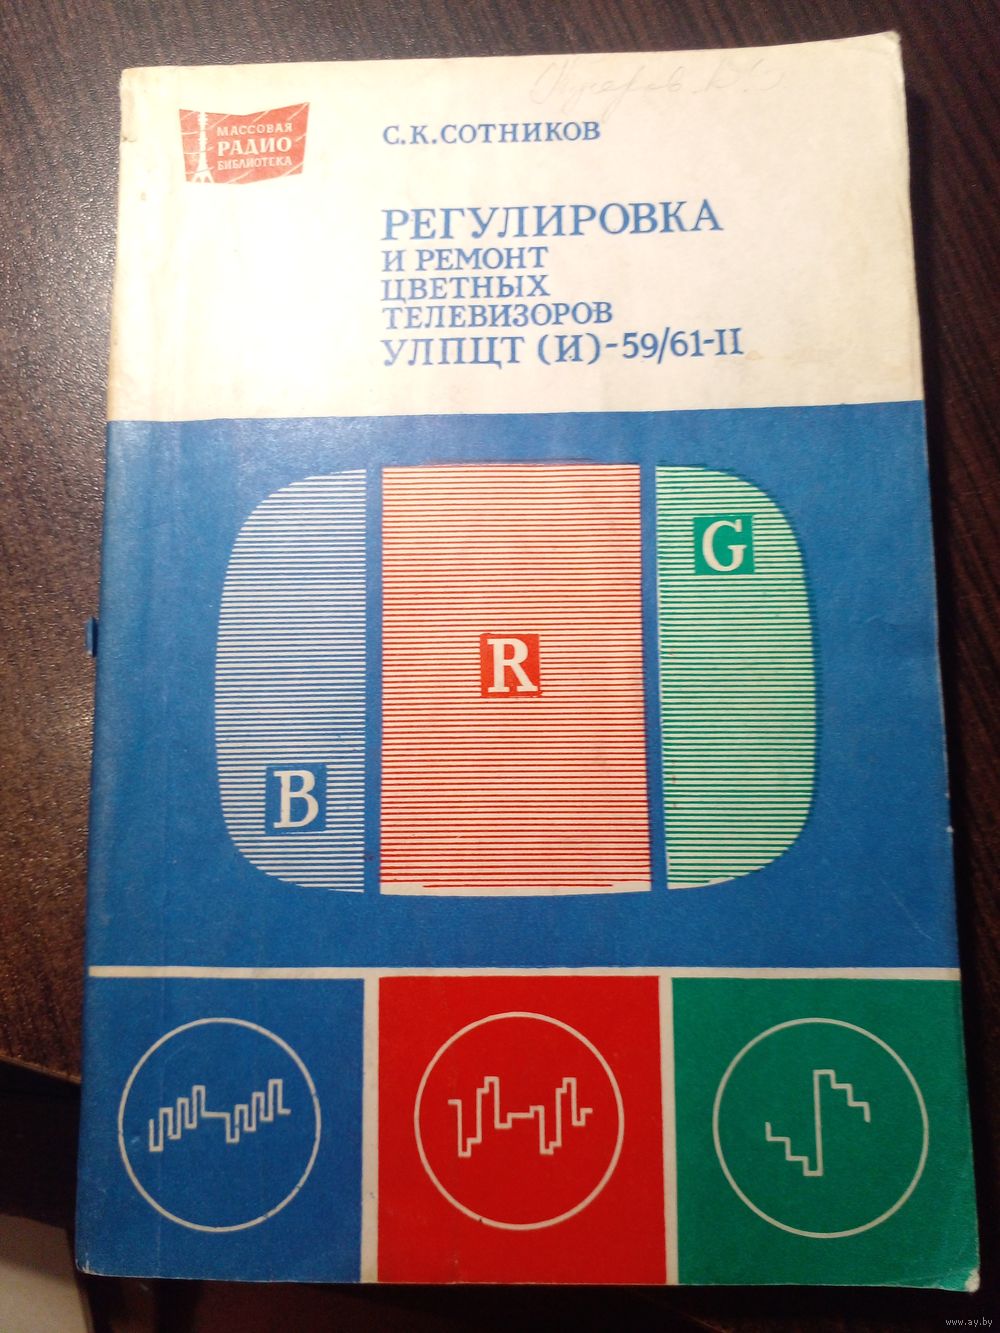 МАССОВАЯ
РАДИО
БИБЛИОТЕКА
С.К.СОТНИКОВ
РЕГУЛИРОВКА
И РЕМОНТ
ЦВЕТНЫХ
ТЕЛЕВИЗОРОВ
УЛПЦТ (И)-59/61-II
G
R
B
www.ay.by